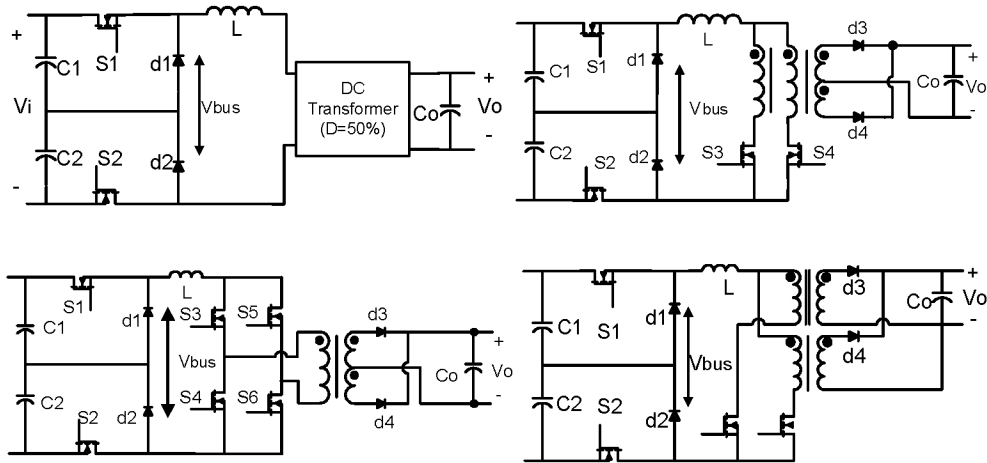 +
Vi
-
C1
C2
S1
S2
d1
d2
Vbus
L
DC
Transformer
(D=50%)
Co
+
Vo
-
C1
C2
S1
S2
d1
d2
Vbus
L
S3
S4
d3
d4
Co
+
Vo
-
C1
C2
S1
S2
d1
d2
Vbus
L
S3
S5
S4
S6
d3
d4
Co
+
Vo
-
C1
C2
S1
S2
d1
d2
Vbus
L
d3
d4
Co
+
Vo
-